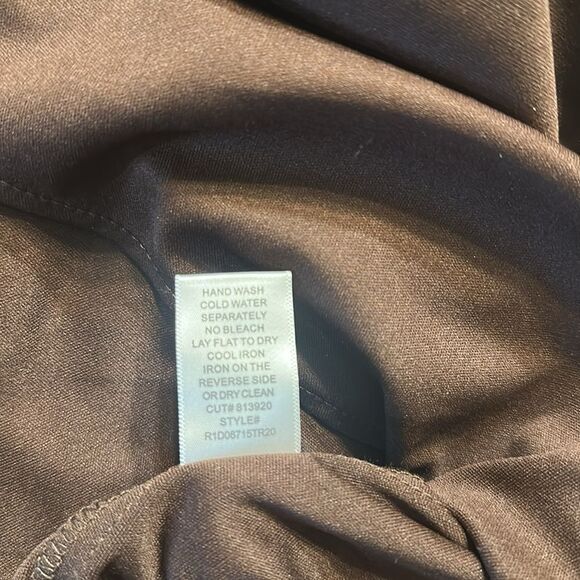 HAND WASH
COLD WATER
SEPARATELY
NO BLEACH
LAY FLAT TO DRY
COOL IRON
IRON ON THE
REVERSE SIDE
OR DRY CLEAN
CUT# 813920
STYLE#
R1D06715TR20